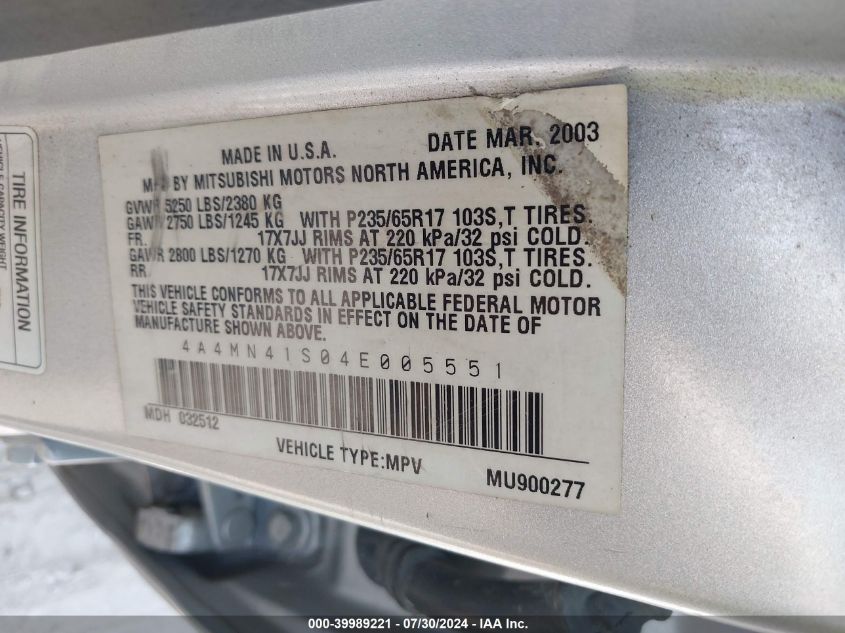 TIRE INFORMATION
VEHICLE CAPACITY WEIGHT
MADE IN U.S.A. DATE MAR. 2003
BY MITSUBISHI MOTORS NORTH AMERICA, INC.
GVWR 5250 LBS/2380 KG
GAWR 2750 LBS/1245 KG WITH P235/65R17 103S,T TIRES.
FR. 17X7JJ RIMS AT 220 kPa/32 psi COLD.
GAWR 2800 LBS/1270 KG WITH P235/65R17 103S,T TIRES.
RR. 17X7JJ RIMS AT 220 kPa/32 psi COLD.
THIS VEHICLE CONFORMS TO ALL APPLICABLE FEDERAL MOTOR
VEHICLE SAFETY STANDARDS IN EFFECT ON THE DATE OF
MANUFACTURE SHOWN ABOVE.
4A4MN41S04E005551
MDH 032512
VEHICLE TYPE:MPV
MU900277
000-39989221 - 07/30/2024 - IAA Inc.